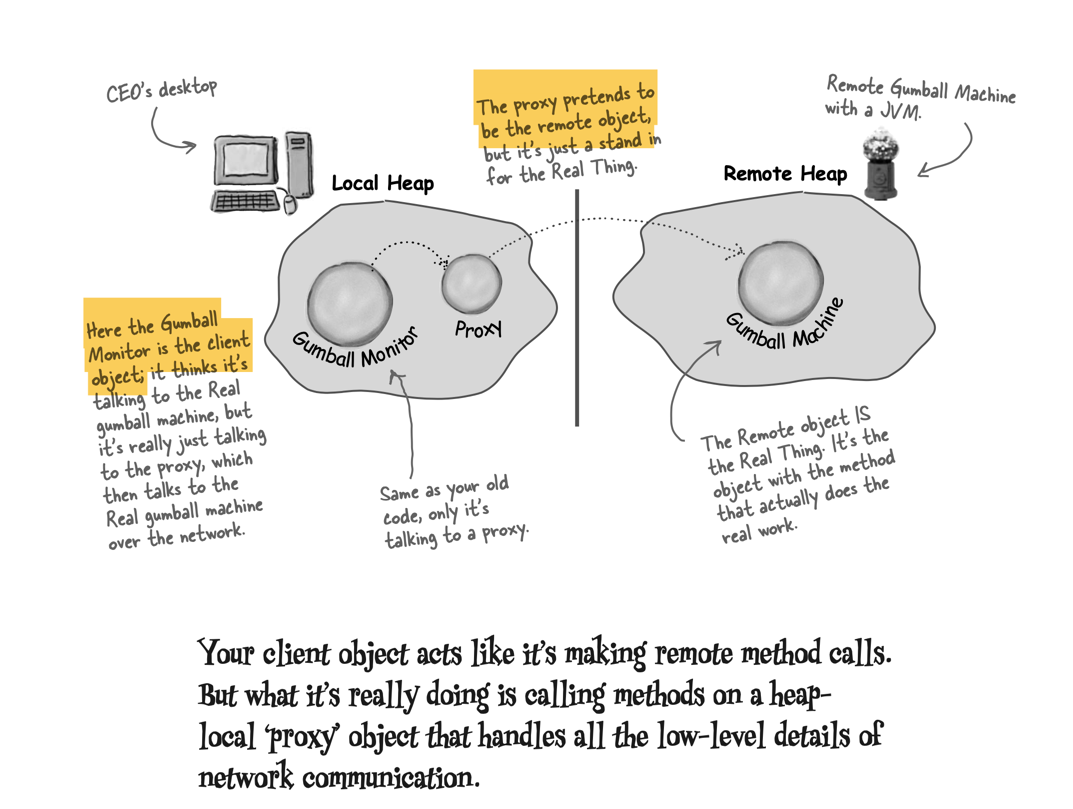 CEO's desktop
The proxy pretends to
be the remote object,
but it's just a stand in
for the Real Thing.
Remote Gumball Machine
with a JVM.
Local Heap
Remote Heap
Here the Gumball
Monitor is the client
object; it thinks it's
talking to the Real
gumball machine, but
it's really just talking
to the proxy, which
then talks to the
Real gumball machine
over the network.
Gumball Monitor
Proxy
Gumball Machine
Same as your old
code, only it's
talking to a proxy.
The Remote object IS
the Real Thing. It's the
object with the method
that actually does the
real work.
Your client object acts like it's making remote method calls.
But what it's really doing is calling methods on a heap-
local 'proxy' object that handles all the low-level details of
network communication.